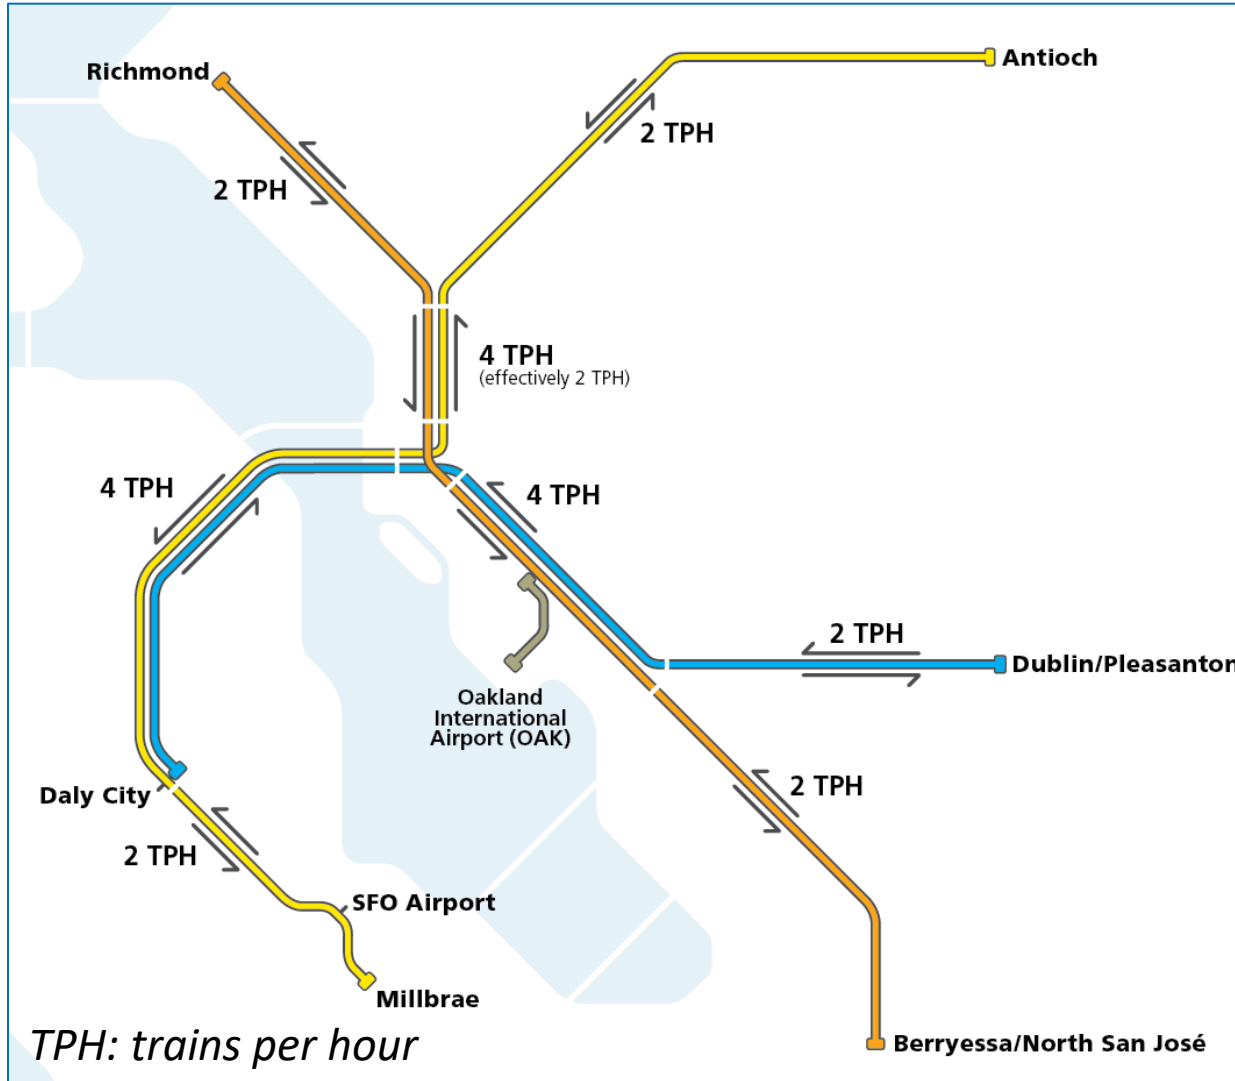 Richmond
Antioch
2 TPH
2 TPH
4 TPH
(effectively 2 TPH)
4 TPH
4 TPH
2 TPH
Dublin/Pleasanton
Oakland
International
Airport (OAK)
Daly City
2 TPH
2 TPH
SFO Airport
Millbrae
TPH: trains per hour
Berryessa/North San José